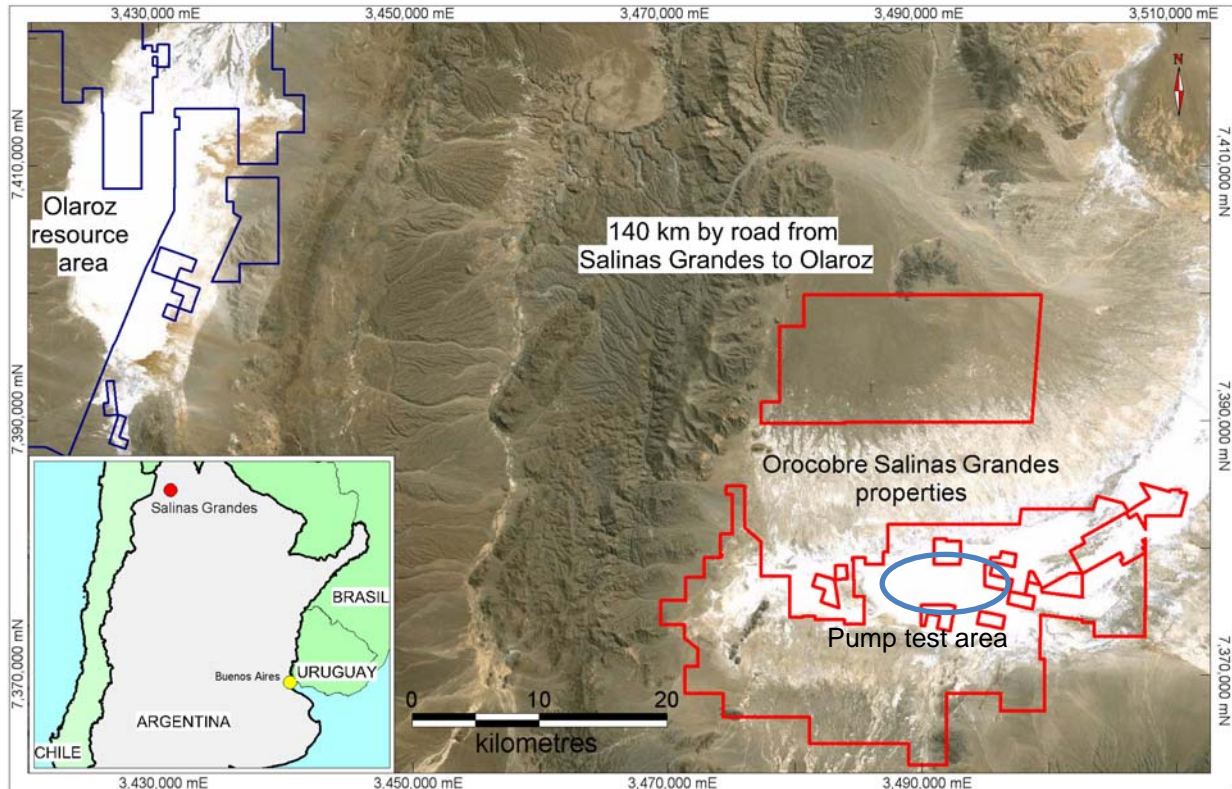 3,430,000 mE
3,450,000 mE
3,470,000 mE
3,490,000 mE
3,510,000 mE
N
7,410,000 mN
7,410,000 mN
Olaroz
resource
area
140 km by road from
Salinas Grandes to Olaroz
7,390,000 mN
7,390,000 mN
Orocobre Salinas Grandes
properties
Salinas Grandes
BRASIL
Pump test area
URUGUAY
Buenos Aires
7,370,000 mN
7,370,000 mN
0 10 20
kilometres
ARGENTINA
CHILE
3,430,000 mE
3,450,000 mE
3,470,000 mE
3,490,000 mE